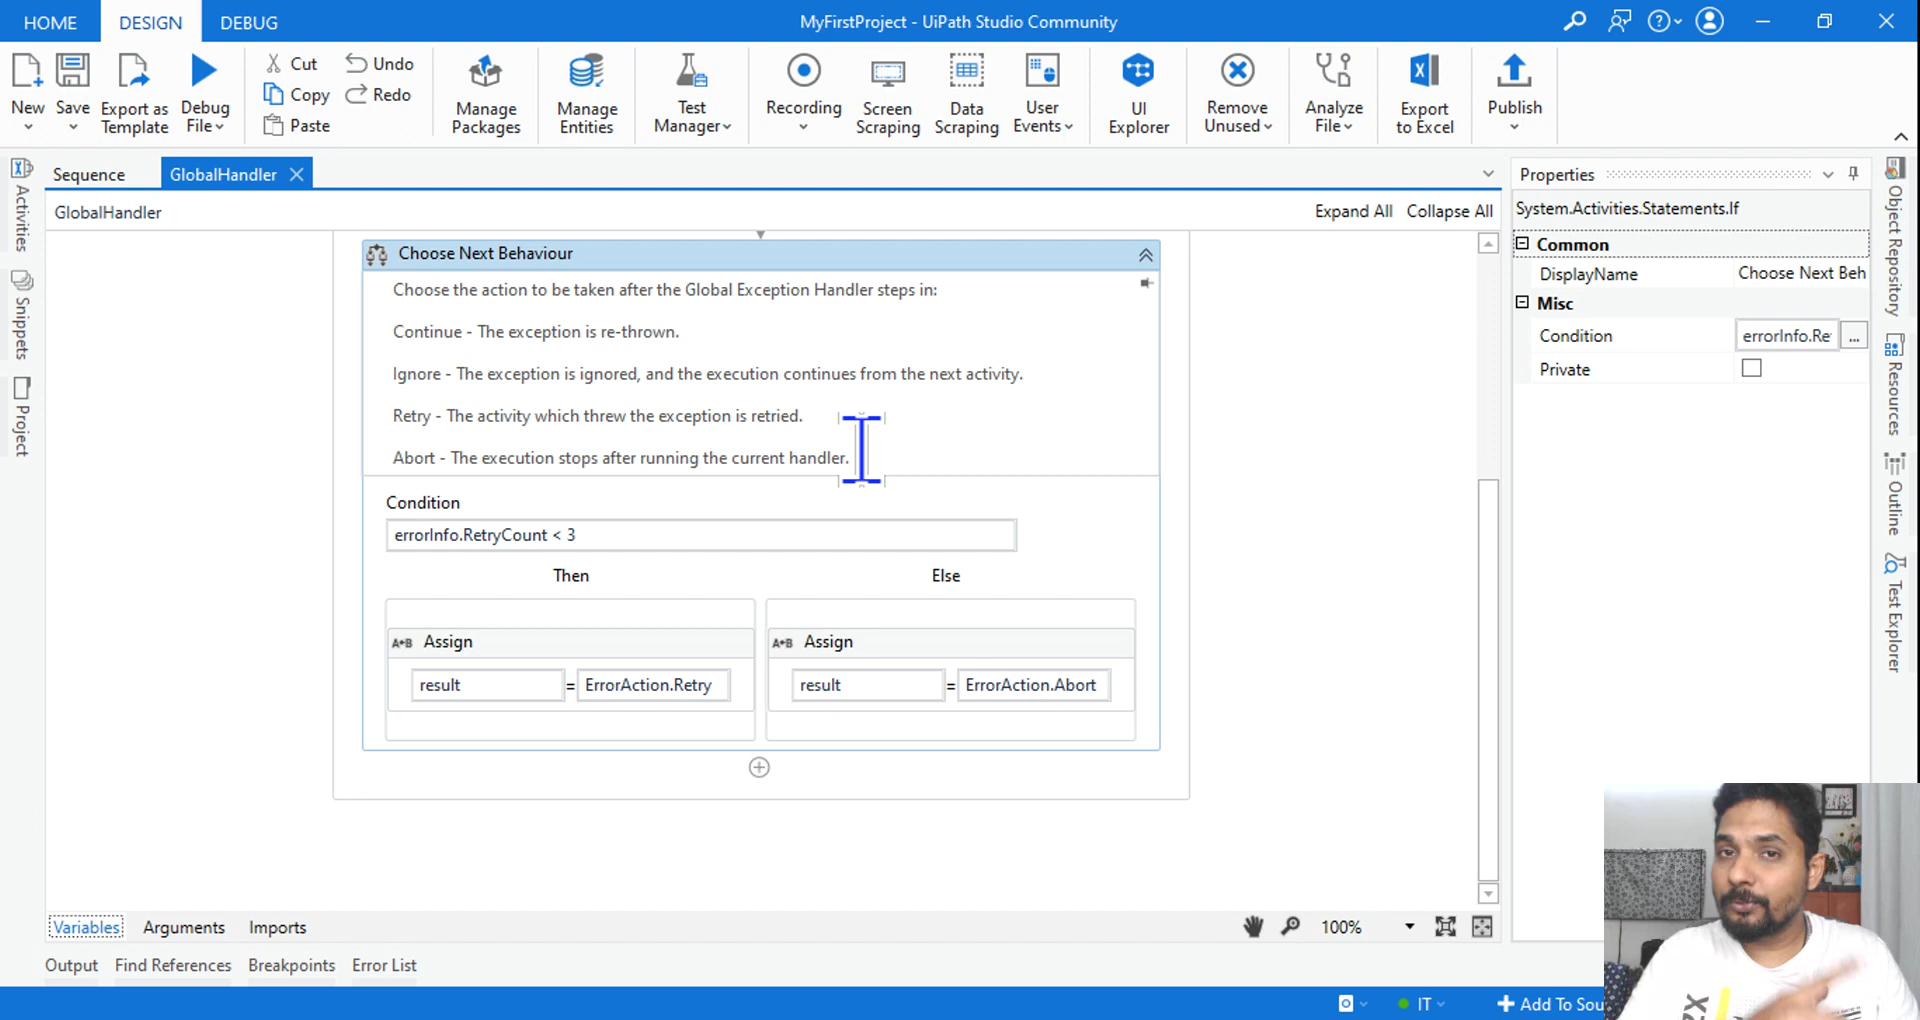 HOME DESIGN DEBUG MyFirstProject - UiPath Studio Community
New Save Export as Template Debug File
Cut Undo
Copy Redo
Paste
Manage Packages Manage Entities Test Manager Recording Screen Scraping Data Scraping User Events UI Explorer Remove Unused Analyze File Export to Excel Publish
Sequence GlobalHandler
GlobalHandler Expand All Collapse All
Activities
Snippets
Project
Choose Next Behaviour
Choose the action to be taken after the Global Exception Handler steps in:
Continue - The exception is re-thrown.
Ignore - The exception is ignored, and the execution continues from the next activity.
Retry - The activity which threw the exception is retried.
Abort - The execution stops after running the current handler.
Condition
errorInfo.RetryCount < 3
Then Else
A+B Assign A+B Assign
result = ErrorAction.Retry result = ErrorAction.Abort
Properties
System.Activities.Statements.If
Common
DisplayName Choose Next Beh
Misc
Condition errorInfo.Re ...
Private
Object Repository
Resources
Outline
Test Explorer
Variables Arguments Imports 100%
Output Find References Breakpoints Error List
IT Add To Sou